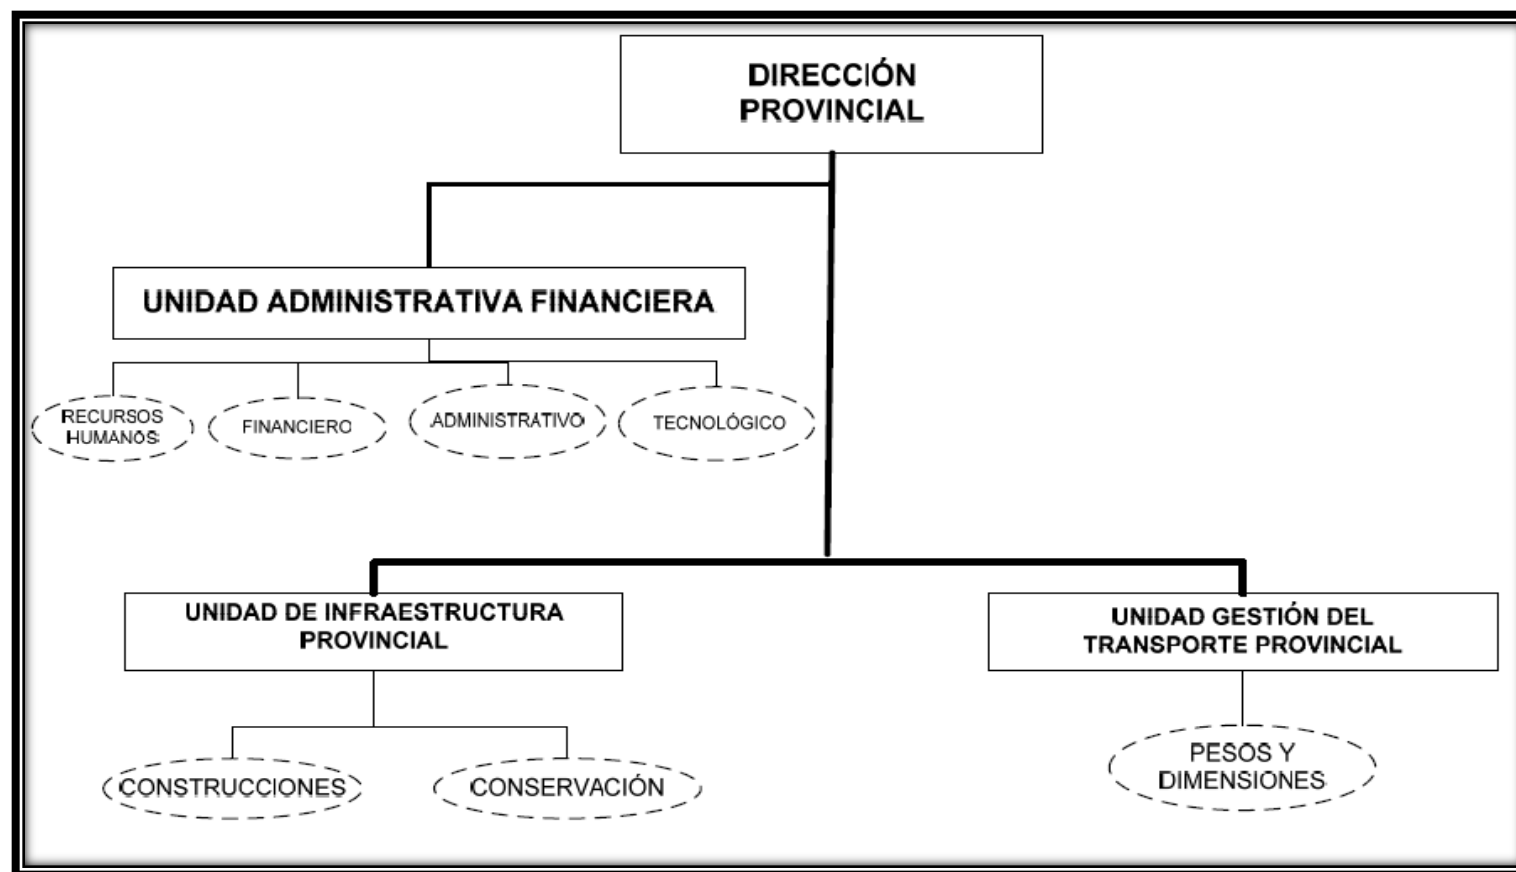 DIRECCIÓN
PROVINCIAL
UNIDAD ADMINISTRATIVA FINANCIERA
RECURSOS
HUMANOS
FINANCIERO
ADMINISTRATIVO
TECNOLÓGICO
UNIDAD DE INFRAESTRUCTURA
PROVINCIAL
UNIDAD GESTIÓN DEL
TRANSPORTE PROVINCIAL
CONSTRUCCIONES
CONSERVACIÓN
PESOS Y
DIMENSIONES